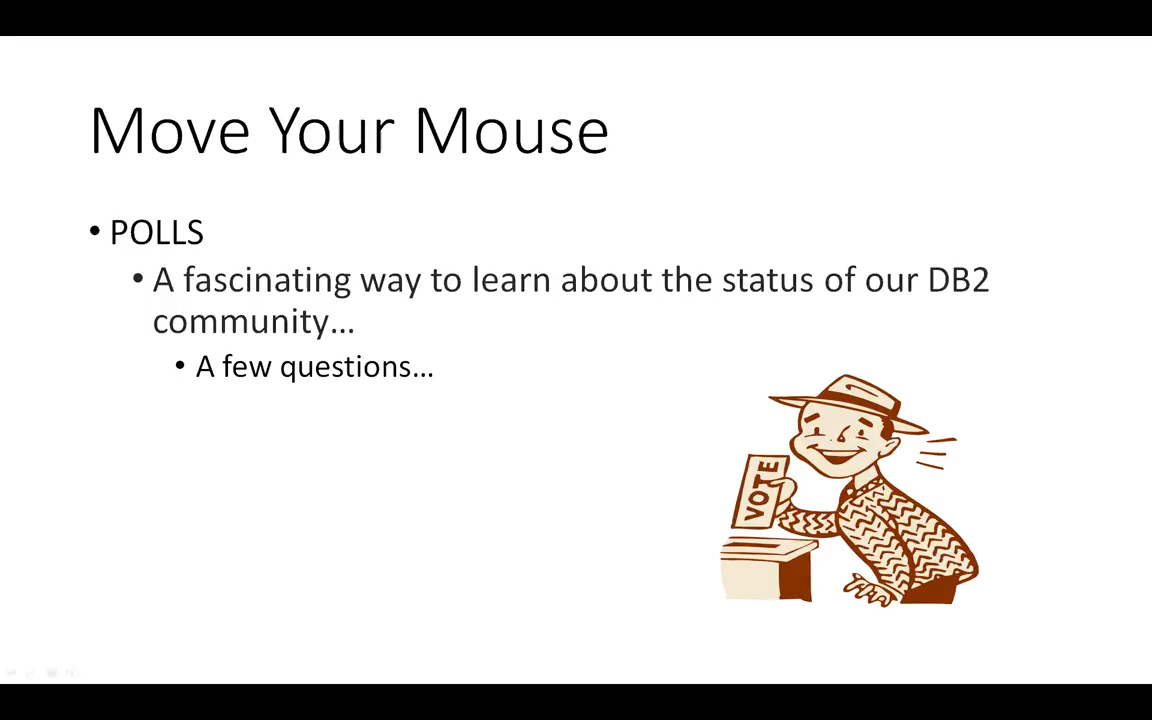 Move Your Mouse
• POLLS
• A fascinating way to learn about the status of our DB2
community…
• A few questions…
VOTE